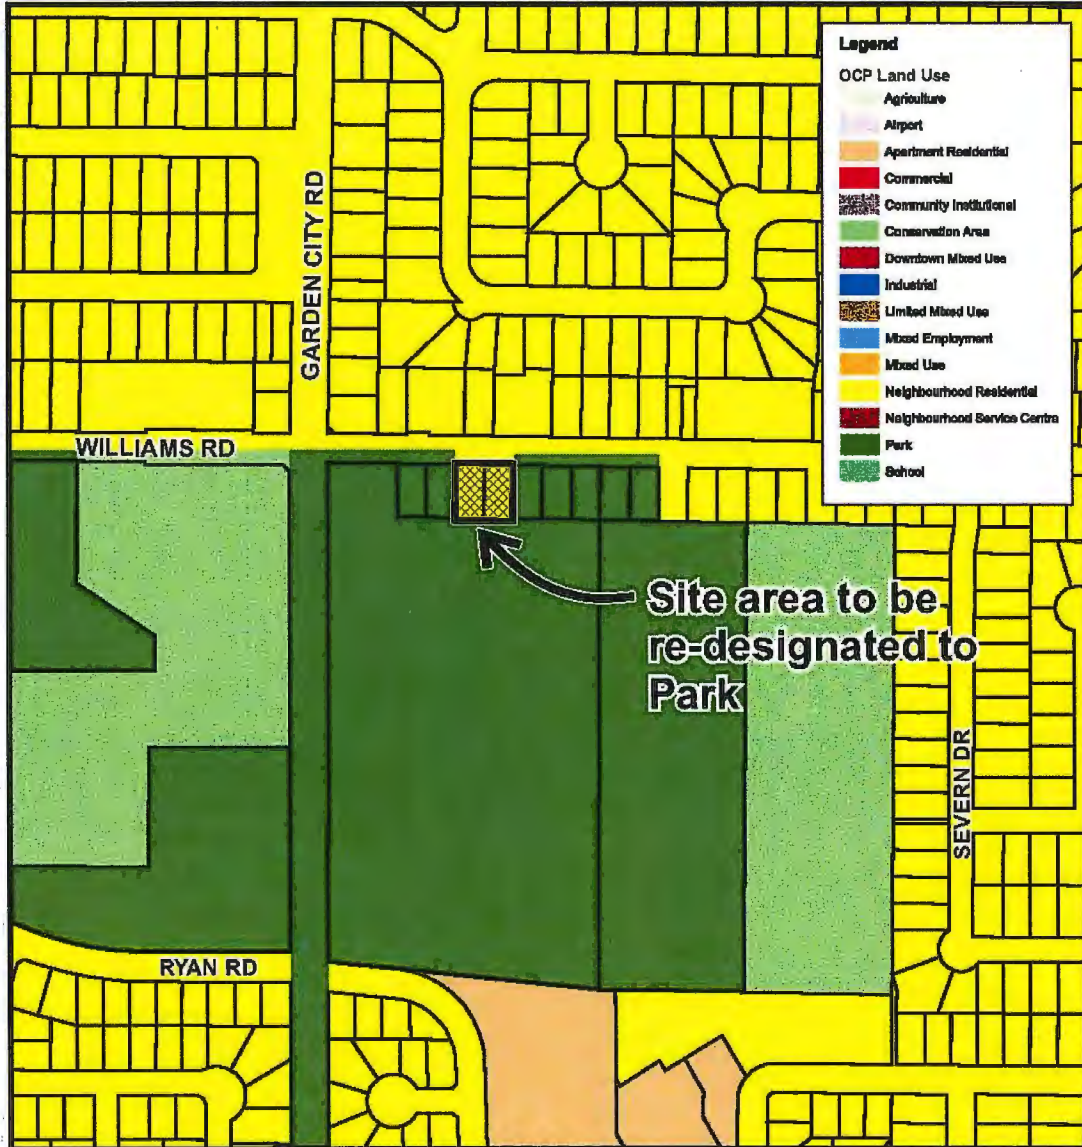 Legend
OCP Land Use
Agriculture
Airport
Apartment Residential
Commercial
Community Institutional
Conservation Area
Downtown Mixed Use
Industrial
Limited Mixed Use
Mixed Employment
Mixed Use
Neighbourhood Residential
Neighbourhood Service Centre
Park
School
GARDEN CITY RD
WILLIAMS RD
Site area to be
re-designated to
Park
SEVERN DR
RYAN RD